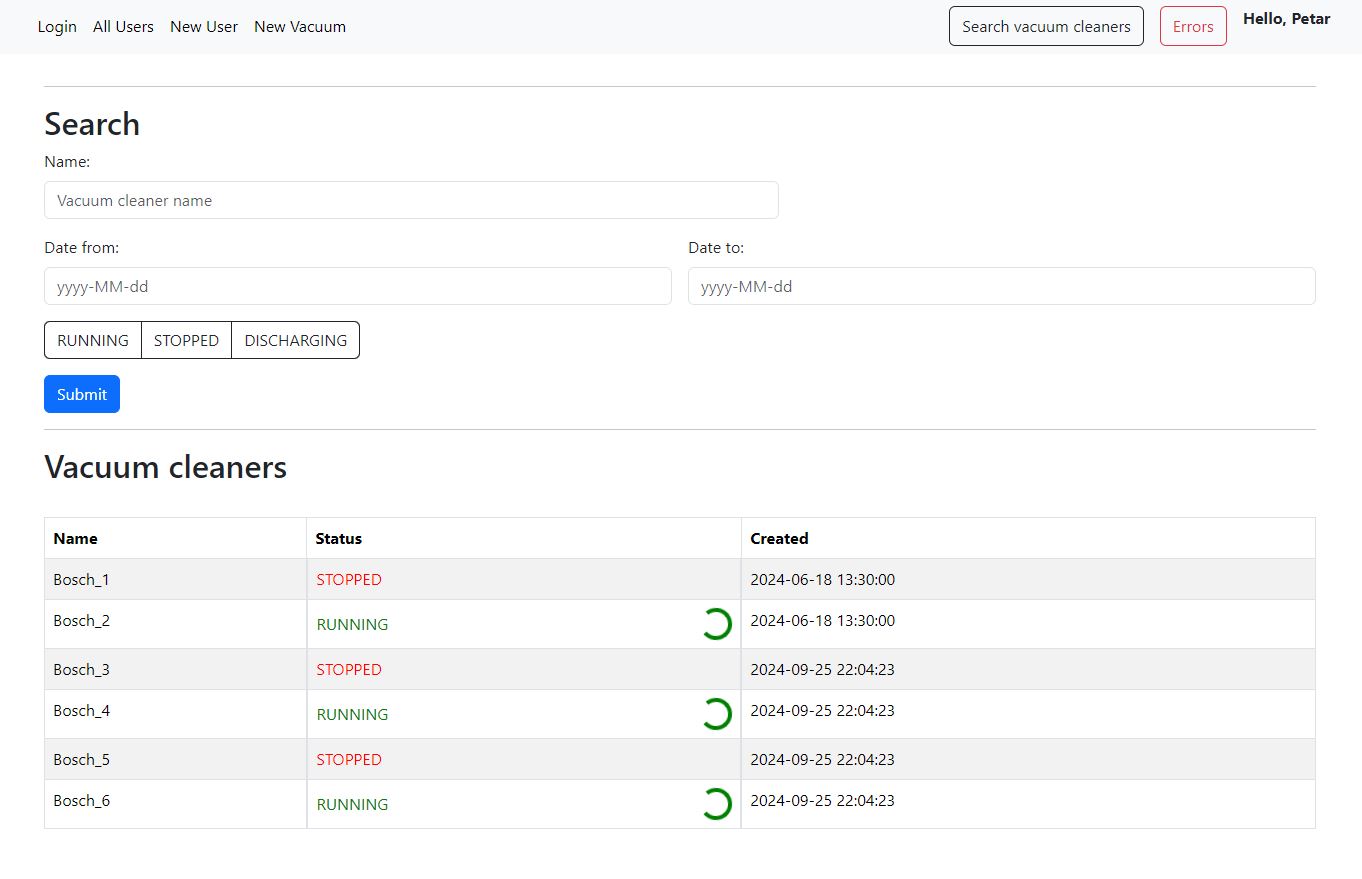 Login All Users New User New Vacuum Search vacuum cleaners Errors Hello, Petar
Search
Name:
Vacuum cleaner name
Date from: Date to:
yyyy-MM-dd yyyy-MM-dd
RUNNING STOPPED DISCHARGING
Submit
Vacuum cleaners
Name Status Created
Bosch_1 STOPPED 2024-06-18 13:30:00
Bosch_2 RUNNING 2024-06-18 13:30:00
Bosch_3 STOPPED 2024-09-25 22:04:23
Bosch_4 RUNNING 2024-09-25 22:04:23
Bosch_5 STOPPED 2024-09-25 22:04:23
Bosch_6 RUNNING 2024-09-25 22:04:23